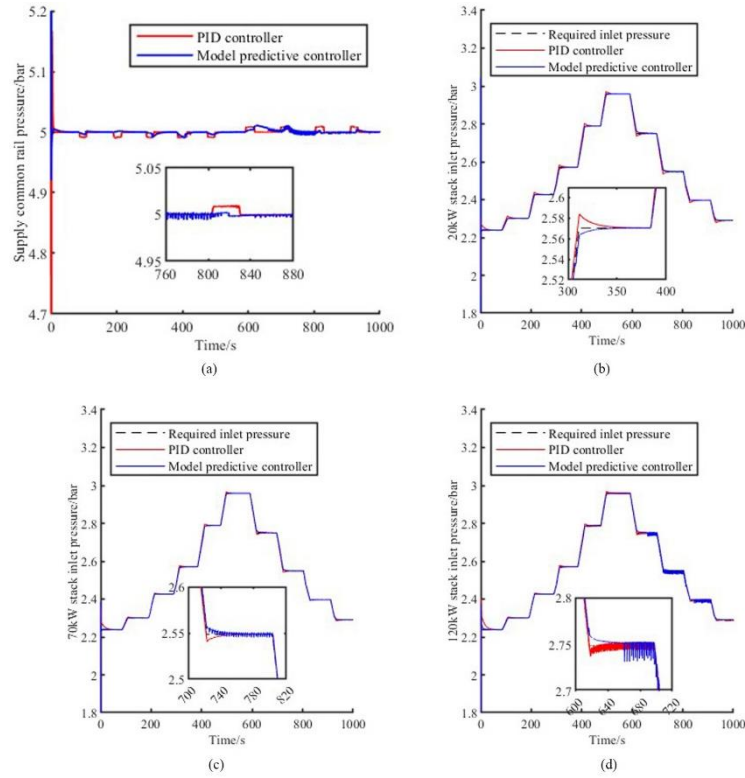 5.2
5.1
5
4.9
4.8
4.7
Supply common rail pressure/bar
PID controller
Model predictive controller
5.05
5
4.95
760 800 840 880
0 200 400 600 800 1000
Time/s
(a)
3.4
3.2
3
2.8
2.6
2.4
2.2
2
1.8
20kW stack inlet pressure/bar
Required inlet pressure
PID controller
Model predictive controller
2.6
2.58
2.56
2.54
2.52
300 350 400
0 200 400 600 800 1000
Time/s
(b)
3.4
3.2
3
2.8
2.6
2.4
2.2
2
1.8
70kW stack inlet pressure/bar
Required inlet pressure
PID controller
Model predictive controller
2.6
2.55
2.5
700 740 780 820
0 200 400 600 800 1000
Time/s
(c)
3.4
3.2
3
2.8
2.6
2.4
2.2
2
1.8
120kW stack inlet pressure/bar
Required inlet pressure
PID controller
Model predictive controller
2.8
2.75
2.7
600 640 680 720
0 200 400 600 800 1000
Time/s
(d)